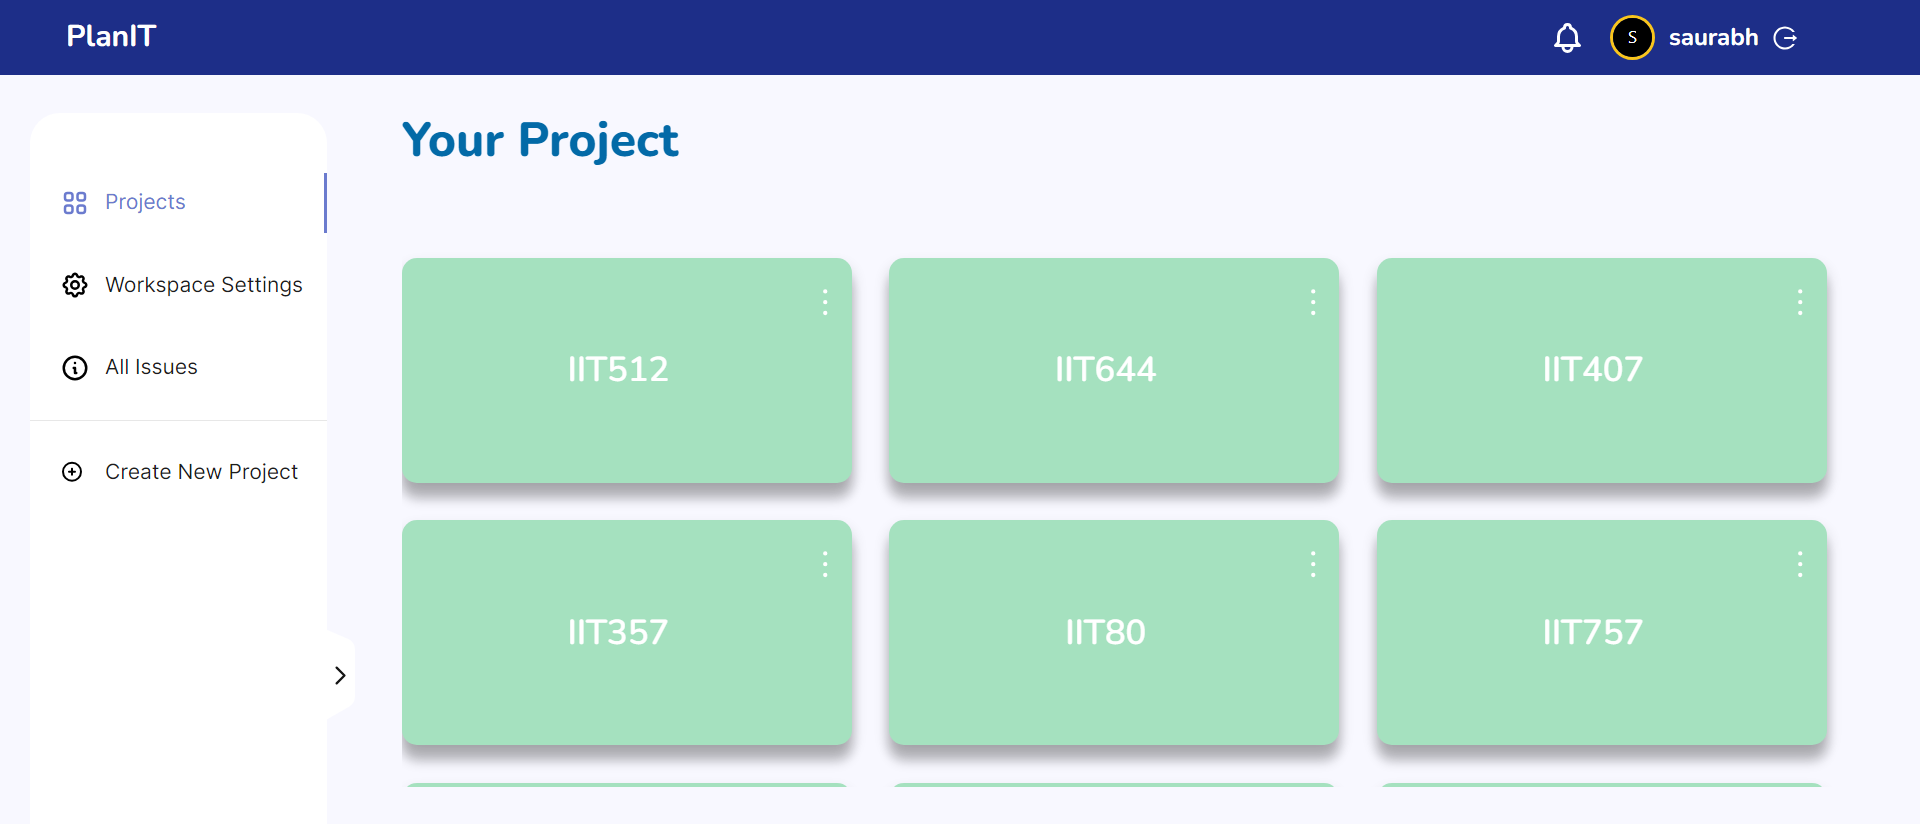 PlanIT
S
saurabh
Projects
Workspace Settings
All Issues
Create New Project
Your Project
IIT512
IIT644
IIT407
IIT357
IIT80
IIT757